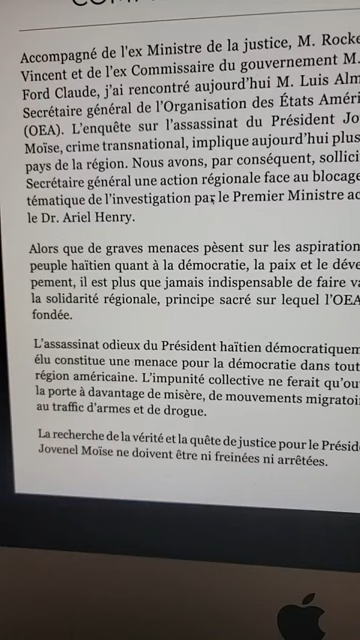 Accompagné de l'ex Ministre de la justice, M. Rocke
Vincent et de l'ex Commissaire du gouvernement M.
Ford Claude, j'ai rencontré aujourd'hui M. Luis Alm
Secrétaire général de l'Organisation des États Améri
(OEA). L'enquête sur l'assassinat du Président Jo
Moïse, crime transnational, implique aujourd'hui plus
pays de la région. Nous avons, par conséquent, sollici
Secrétaire général une action régionale face au blocage
tématique de l'investigation par le Premier Ministre ac
le Dr. Ariel Henry.
Alors que de graves menaces pèsent sur les aspiration
peuple haïtien quant à la démocratie, la paix et le déve
pement, il est plus que jamais indispensable de faire va
la solidarité régionale, principe sacré sur lequel l'OEA
fondée.
L'assassinat odieux du Président haïtien démocratiquem
élu constitue une menace pour la démocratie dans tout
région américaine. L'impunité collective ne ferait qu'ou
la porte à davantage de misère, de mouvements migratoi
au traffic d'armes et de drogue.
La recherche de la vérité et la quête de justice pour le Présid
Jovenel Moïse ne doivent être ni freinées ni arrêtées.